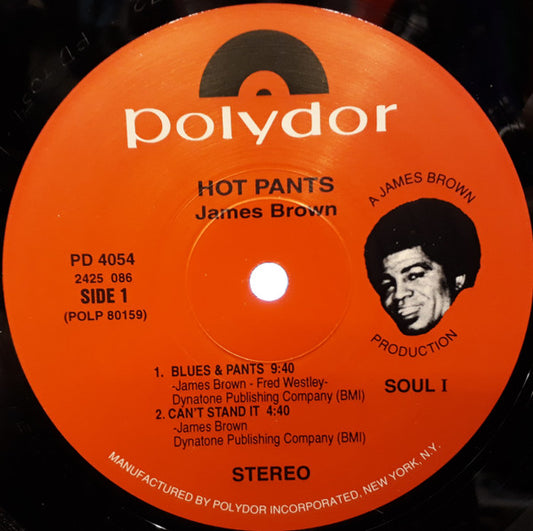 polydor
HOT PANTS
James Brown
A JAMES BROWN
PRODUCTION
PD 4054
2425 086
SIDE 1
(POLP 80159)
1. BLUES & PANTS 9:40
-James Brown - Fred Westley-
Dynatone Publishing Company (BMI)
2. CAN'T STAND IT 4:40
-James Brown
Dynatone Publishing Company (BMI)
SOUL I
STEREO
MANUFACTURED BY POLYDOR INCORPORATED, NEW YORK, N.Y.